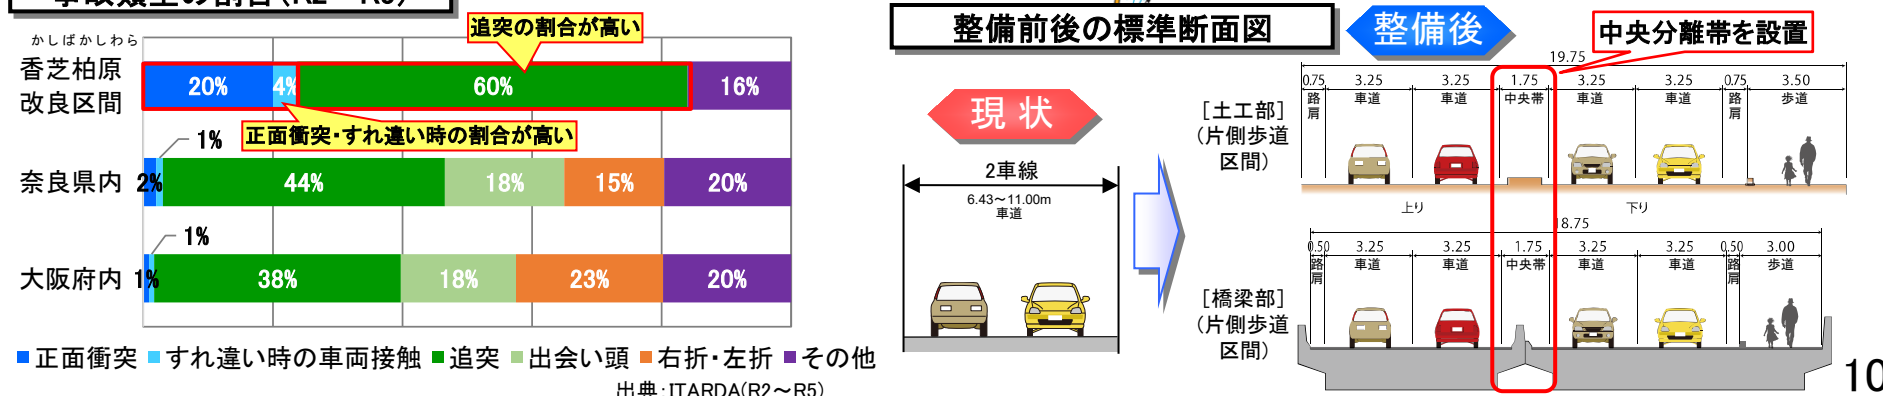 事故類型の割合(R2～R5)
追突の割合が高い
かしばかしわら
香芝柏原
改良区間
20%
4%
60%
16%
正面衝突・すれ違い時の割合が高い
1%
奈良県内
2%
44%
18%
15%
20%
1%
大阪府内
1%
38%
18%
23%
20%
正面衝突
すれ違い時の車両接触
追突
出会い頭
右折・左折
その他
出典：ITARDA(R2～R5)
整備前後の標準断面図
現状
2車線
6.43～11.00m
車道
整備後
中央分離帯を設置
[土工部]
(片側歩道
区間)
19.75
0.75 3.25 3.25 1.75 3.25 3.25 0.75 3.50
路肩 車道 車道 中央帯 車道 車道 路肩 歩道
上り 下り
[橋梁部]
(片側歩道
区間)
18.75
0.50 3.25 3.25 1.75 3.25 3.25 0.50 3.00
路肩 車道 車道 中央帯 車道 車道 路肩 歩道
10